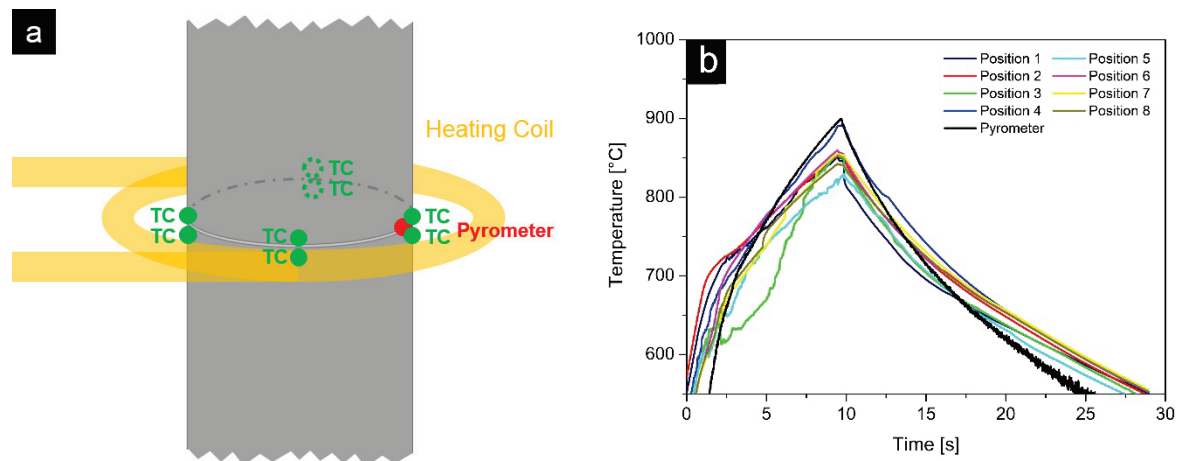 a
Heating Coil
TC
TC
TC
TC
TC
TC
TC
TC
Pyrometer
b
Position 1
Position 2
Position 3
Position 4
Pyrometer
Position 5
Position 6
Position 7
Position 8
Temperature [°C]
1000
900
800
700
600
0 5 10 15 20 25 30
Time [s]